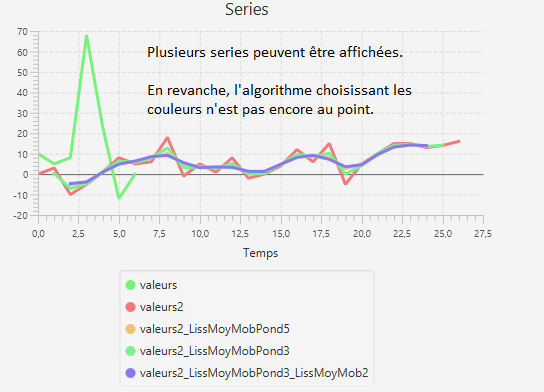 Series
70
60
50
40
30
20
10
0
-10
-20
Plusieurs series peuvent être affichées.
En revanche, l'algorithme choisissant les
couleurs n'est pas encore au point.
0,0 2,5 5,0 7,5 10,0 12,5 15,0 17,5 20,0 22,5 25,0 27,5
Temps
valeurs
valeurs2
valeurs2_LissMoyMobPond5
valeurs2_LissMoyMobPond3
valeurs2_LissMoyMobPond3_LissMoyMob2